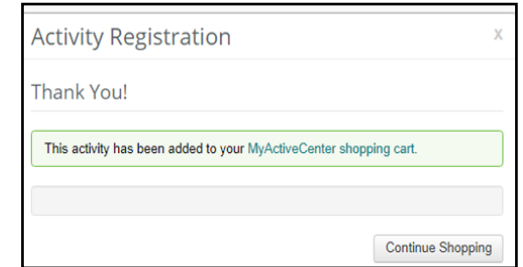 Activity Registration x
Thank You!
This activity has been added to your MyActiveCenter shopping cart.
Continue Shopping